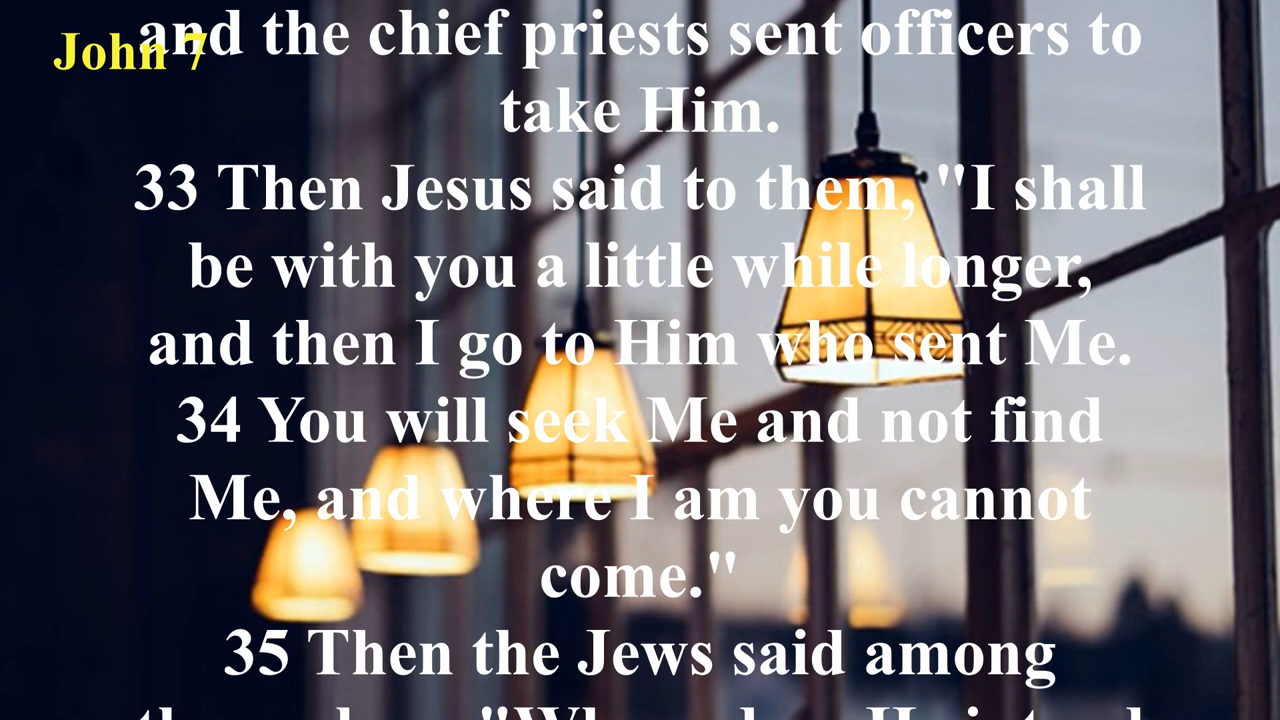 John 7
and the chief priests sent officers to
take Him.
33 Then Jesus said to them, "I shall
be with you a little while longer,
and then I go to Him who sent Me.
34 You will seek Me and not find
Me, and where I am you cannot
come."
35 Then the Jews said among